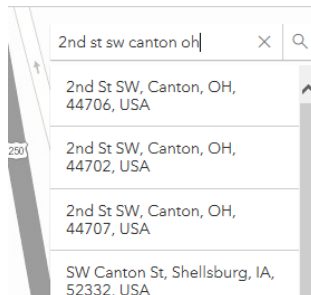 2nd st sw canton oh
2nd St SW, Canton, OH,
44706, USA
2nd St SW, Canton, OH,
44702, USA
250
2nd St SW, Canton, OH,
44707, USA
SW Canton St, Shellsburg, IA,
52332, USA